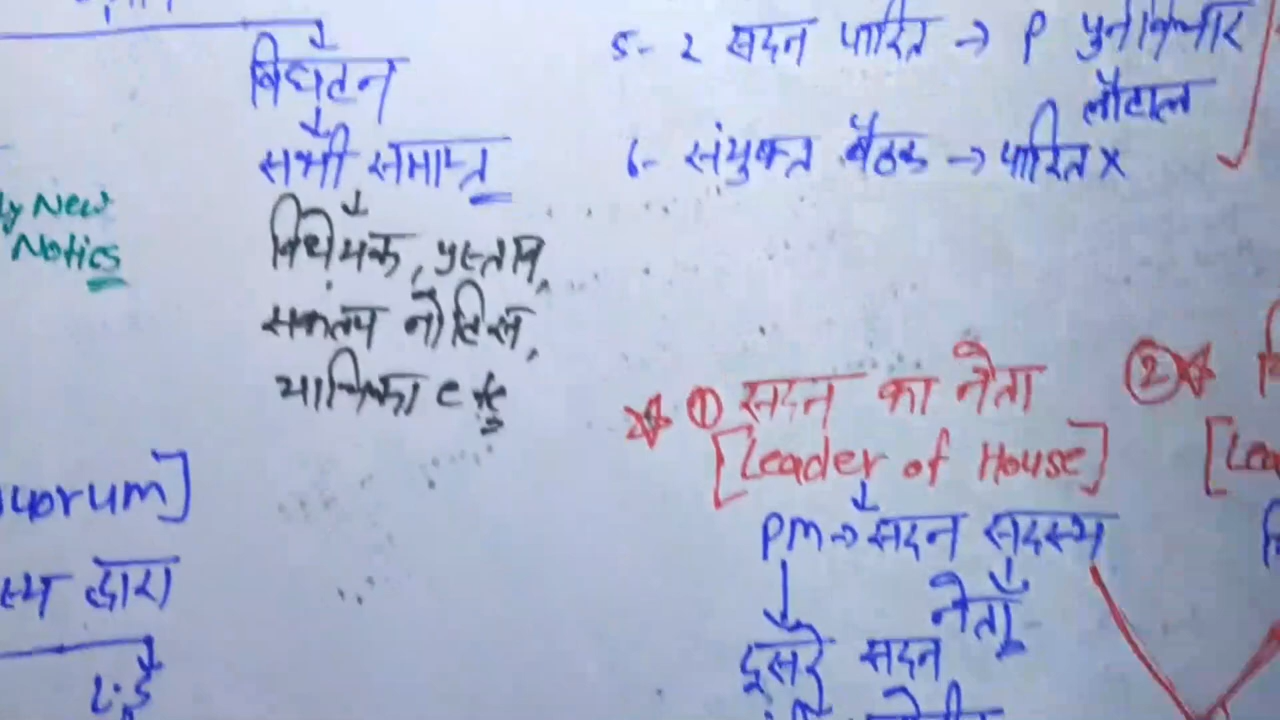 विघटन
सभी समाप्त
विधेयक, प्रस्ताव,
संकल्प नोटिस,
याचिका etc
y New
Notics
uorum]
स्य द्वारा
5- 2 सदन पारित → P पुनर्विचार
लौटाल
6- संयुक्त बैठक → पारित x
① सदन का नेता
[Leader of House]
PM → सदन सदस्य
नेता
दूसरे सदन
②
[Lea